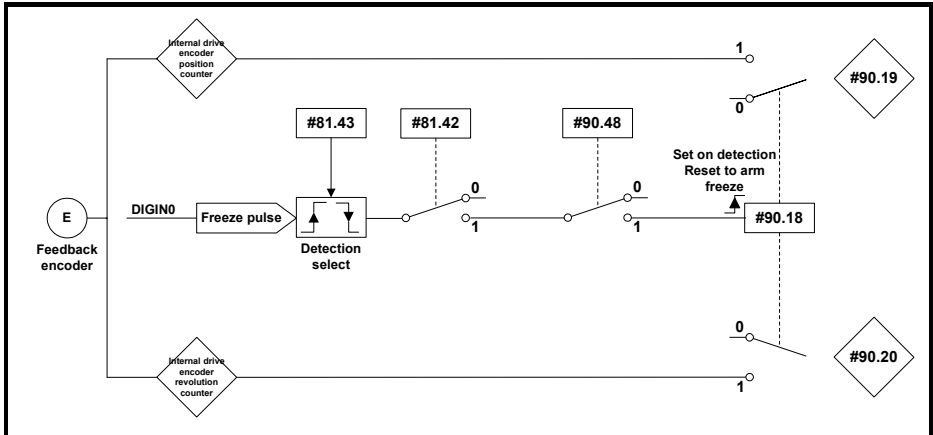 Internal drive
encoder
position
counter
1
#90.19
0
#81.43
#81.42
#90.48
Set on detection
Reset to arm
freeze
E
DIGIN0
Freeze pulse
0
1
0
1
#90.18
Feedback
encoder
Detection
select
Internal drive
encoder
revolution
counter
0
1
#90.20